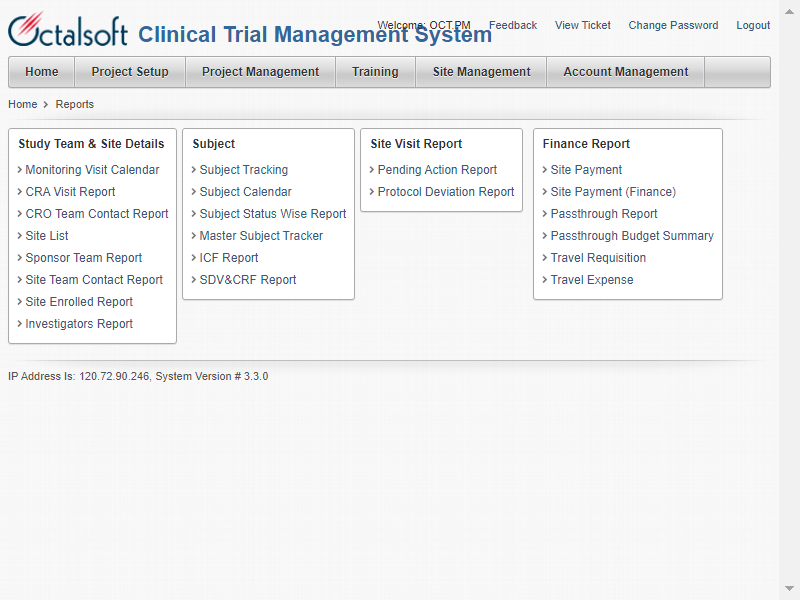 Octalsoft Clinical Trial Management System
Welcome: OCT.PM Feedback View Ticket Change Password Logout
Home Project Setup Project Management Training Site Management Account Management
Home > Reports
Study Team & Site Details
Monitoring Visit Calendar
CRA Visit Report
CRO Team Contact Report
Site List
Sponsor Team Report
Site Team Contact Report
Site Enrolled Report
Investigators Report
Subject
Subject Tracking
Subject Calendar
Subject Status Wise Report
Master Subject Tracker
ICF Report
SDV&CRF Report
Site Visit Report
Pending Action Report
Protocol Deviation Report
Finance Report
Site Payment
Site Payment (Finance)
Passthrough Report
Passthrough Budget Summary
Travel Requisition
Travel Expense
IP Address Is: 120.72.90.246, System Version # 3.3.0